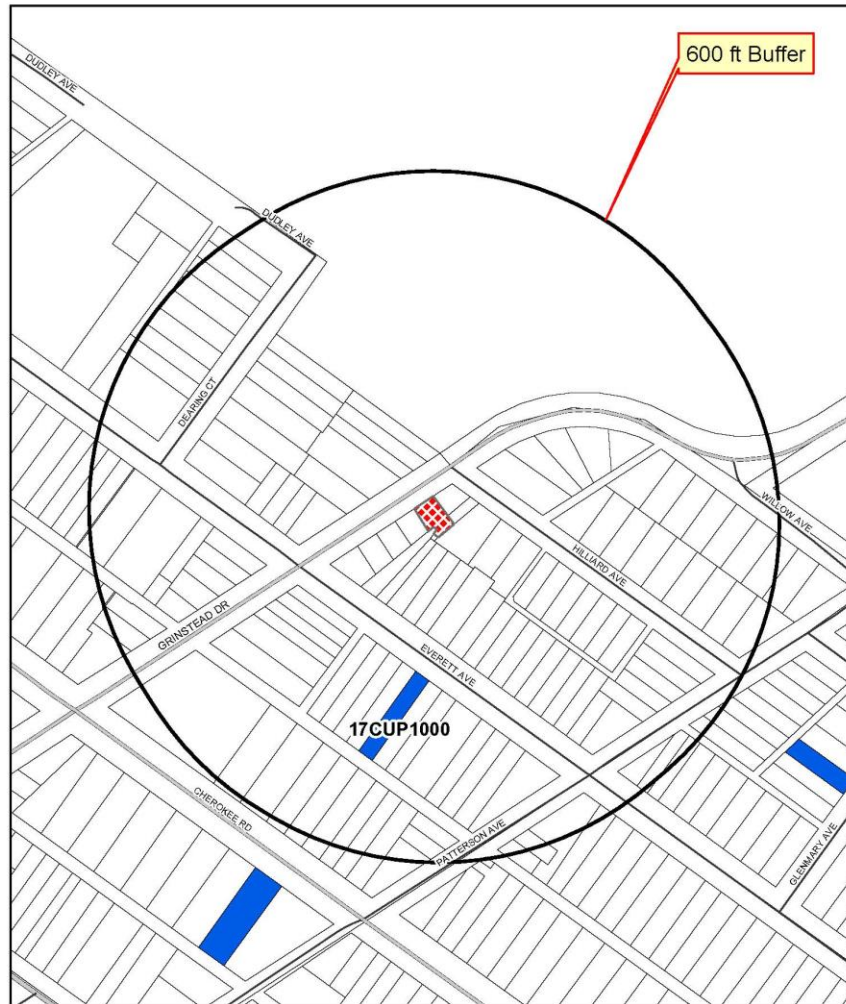 600 ft Buffer
DUDLEY AVE
DUDLEY AVE
DEARING CT
WILLOW AVE
HILLIARD AVE
GRINSTEAD DR
EVERETT AVE
17CUP1000
CHEROKEE RD
PATTERSON AVE
GLENMARY AVE